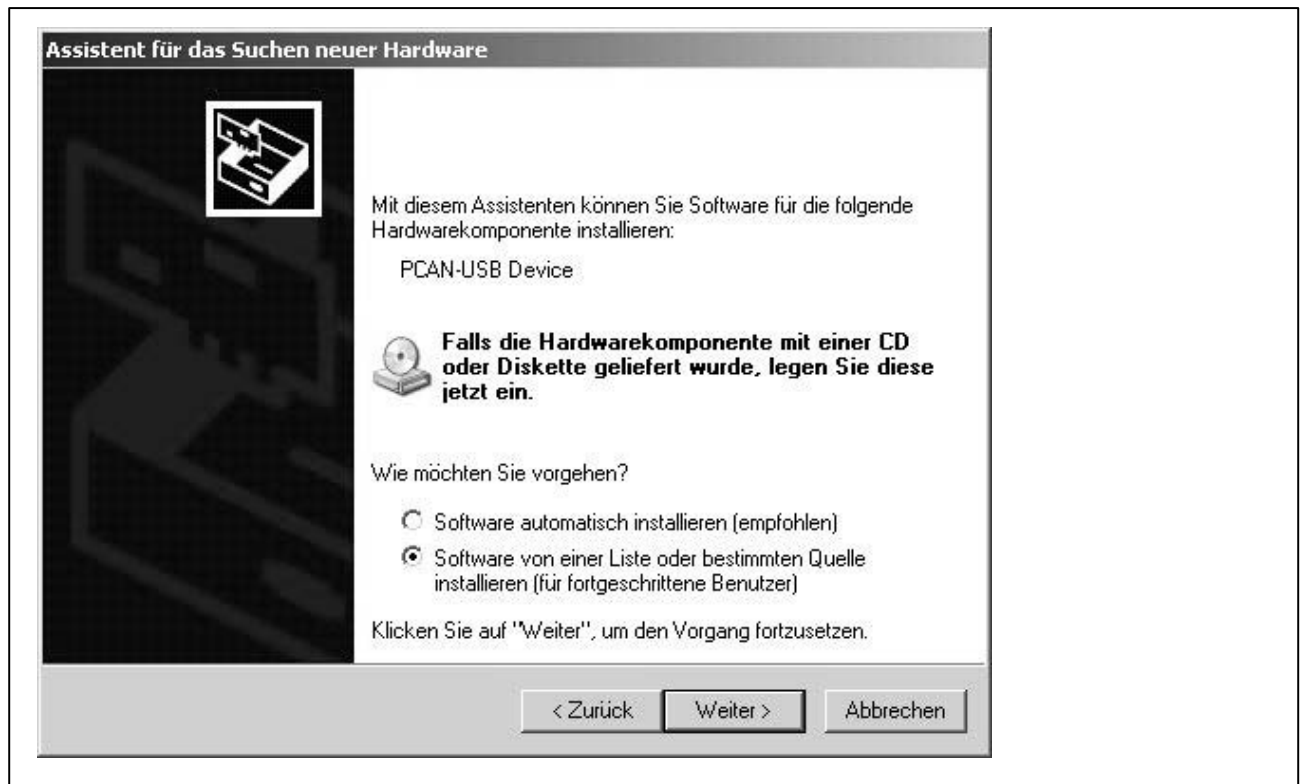 Assistent für das Suchen neuer Hardware
Mit diesem Assistenten können Sie Software für die folgende
Hardwarekomponente installieren:
PCAN-USB Device
Falls die Hardwarekomponente mit einer CD
oder Diskette geliefert wurde, legen Sie diese
jetzt ein.
Wie möchten Sie vorgehen?
Software automatisch installieren (empfohlen)
Software von einer Liste oder bestimmten Quelle
installieren (für fortgeschrittene Benutzer)
Klicken Sie auf "Weiter", um den Vorgang fortzusetzen.
< Zurück Weiter > Abbrechen